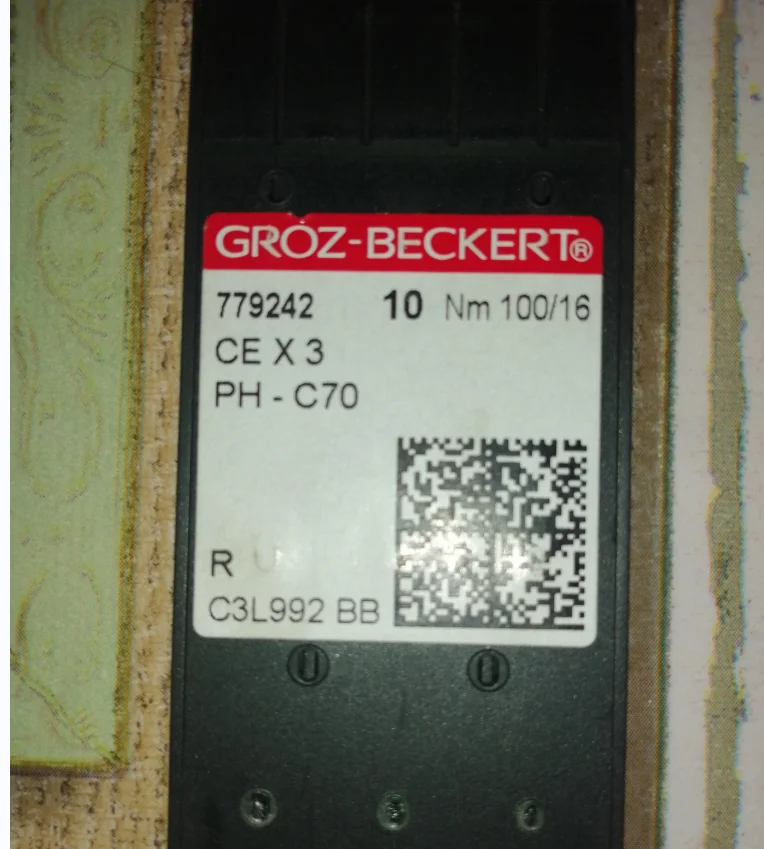 GROZ-BECKERT®
779242 10 Nm 100/16
CE X 3
PH - C70
R
C3L992 BB